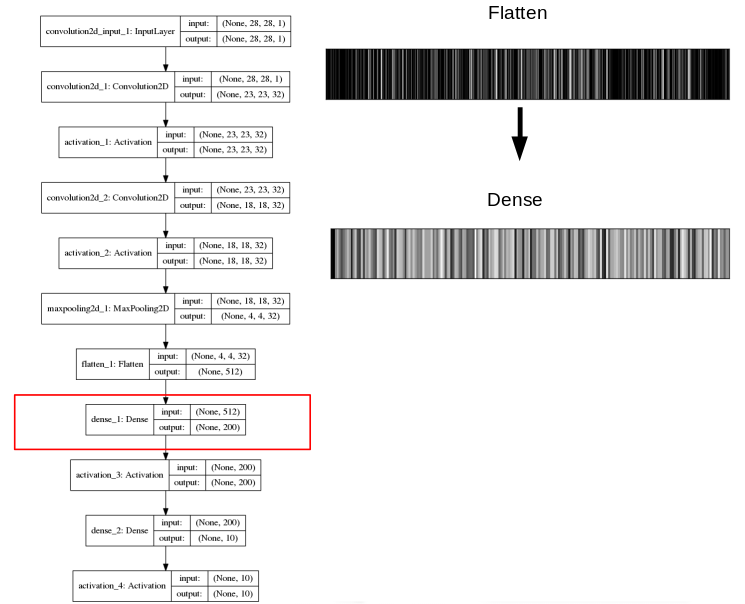 convolution2d_input_1: InputLayer
input:
(None, 28, 28, 1)
output:
(None, 28, 28, 1)
convolution2d_1: Convolution2D
input:
(None, 28, 28, 1)
output:
(None, 23, 23, 32)
activation_1: Activation
input:
(None, 23, 23, 32)
output:
(None, 23, 23, 32)
convolution2d_2: Convolution2D
input:
(None, 23, 23, 32)
output:
(None, 18, 18, 32)
activation_2: Activation
input:
(None, 18, 18, 32)
output:
(None, 18, 18, 32)
maxpooling2d_1: MaxPooling2D
input:
(None, 18, 18, 32)
output:
(None, 4, 4, 32)
flatten_1: Flatten
input:
(None, 4, 4, 32)
output:
(None, 512)
dense_1: Dense
input:
(None, 512)
output:
(None, 200)
activation_3: Activation
input:
(None, 200)
output:
(None, 200)
dense_2: Dense
input:
(None, 200)
output:
(None, 10)
activation_4: Activation
input:
(None, 10)
output:
(None, 10)
Flatten
Dense